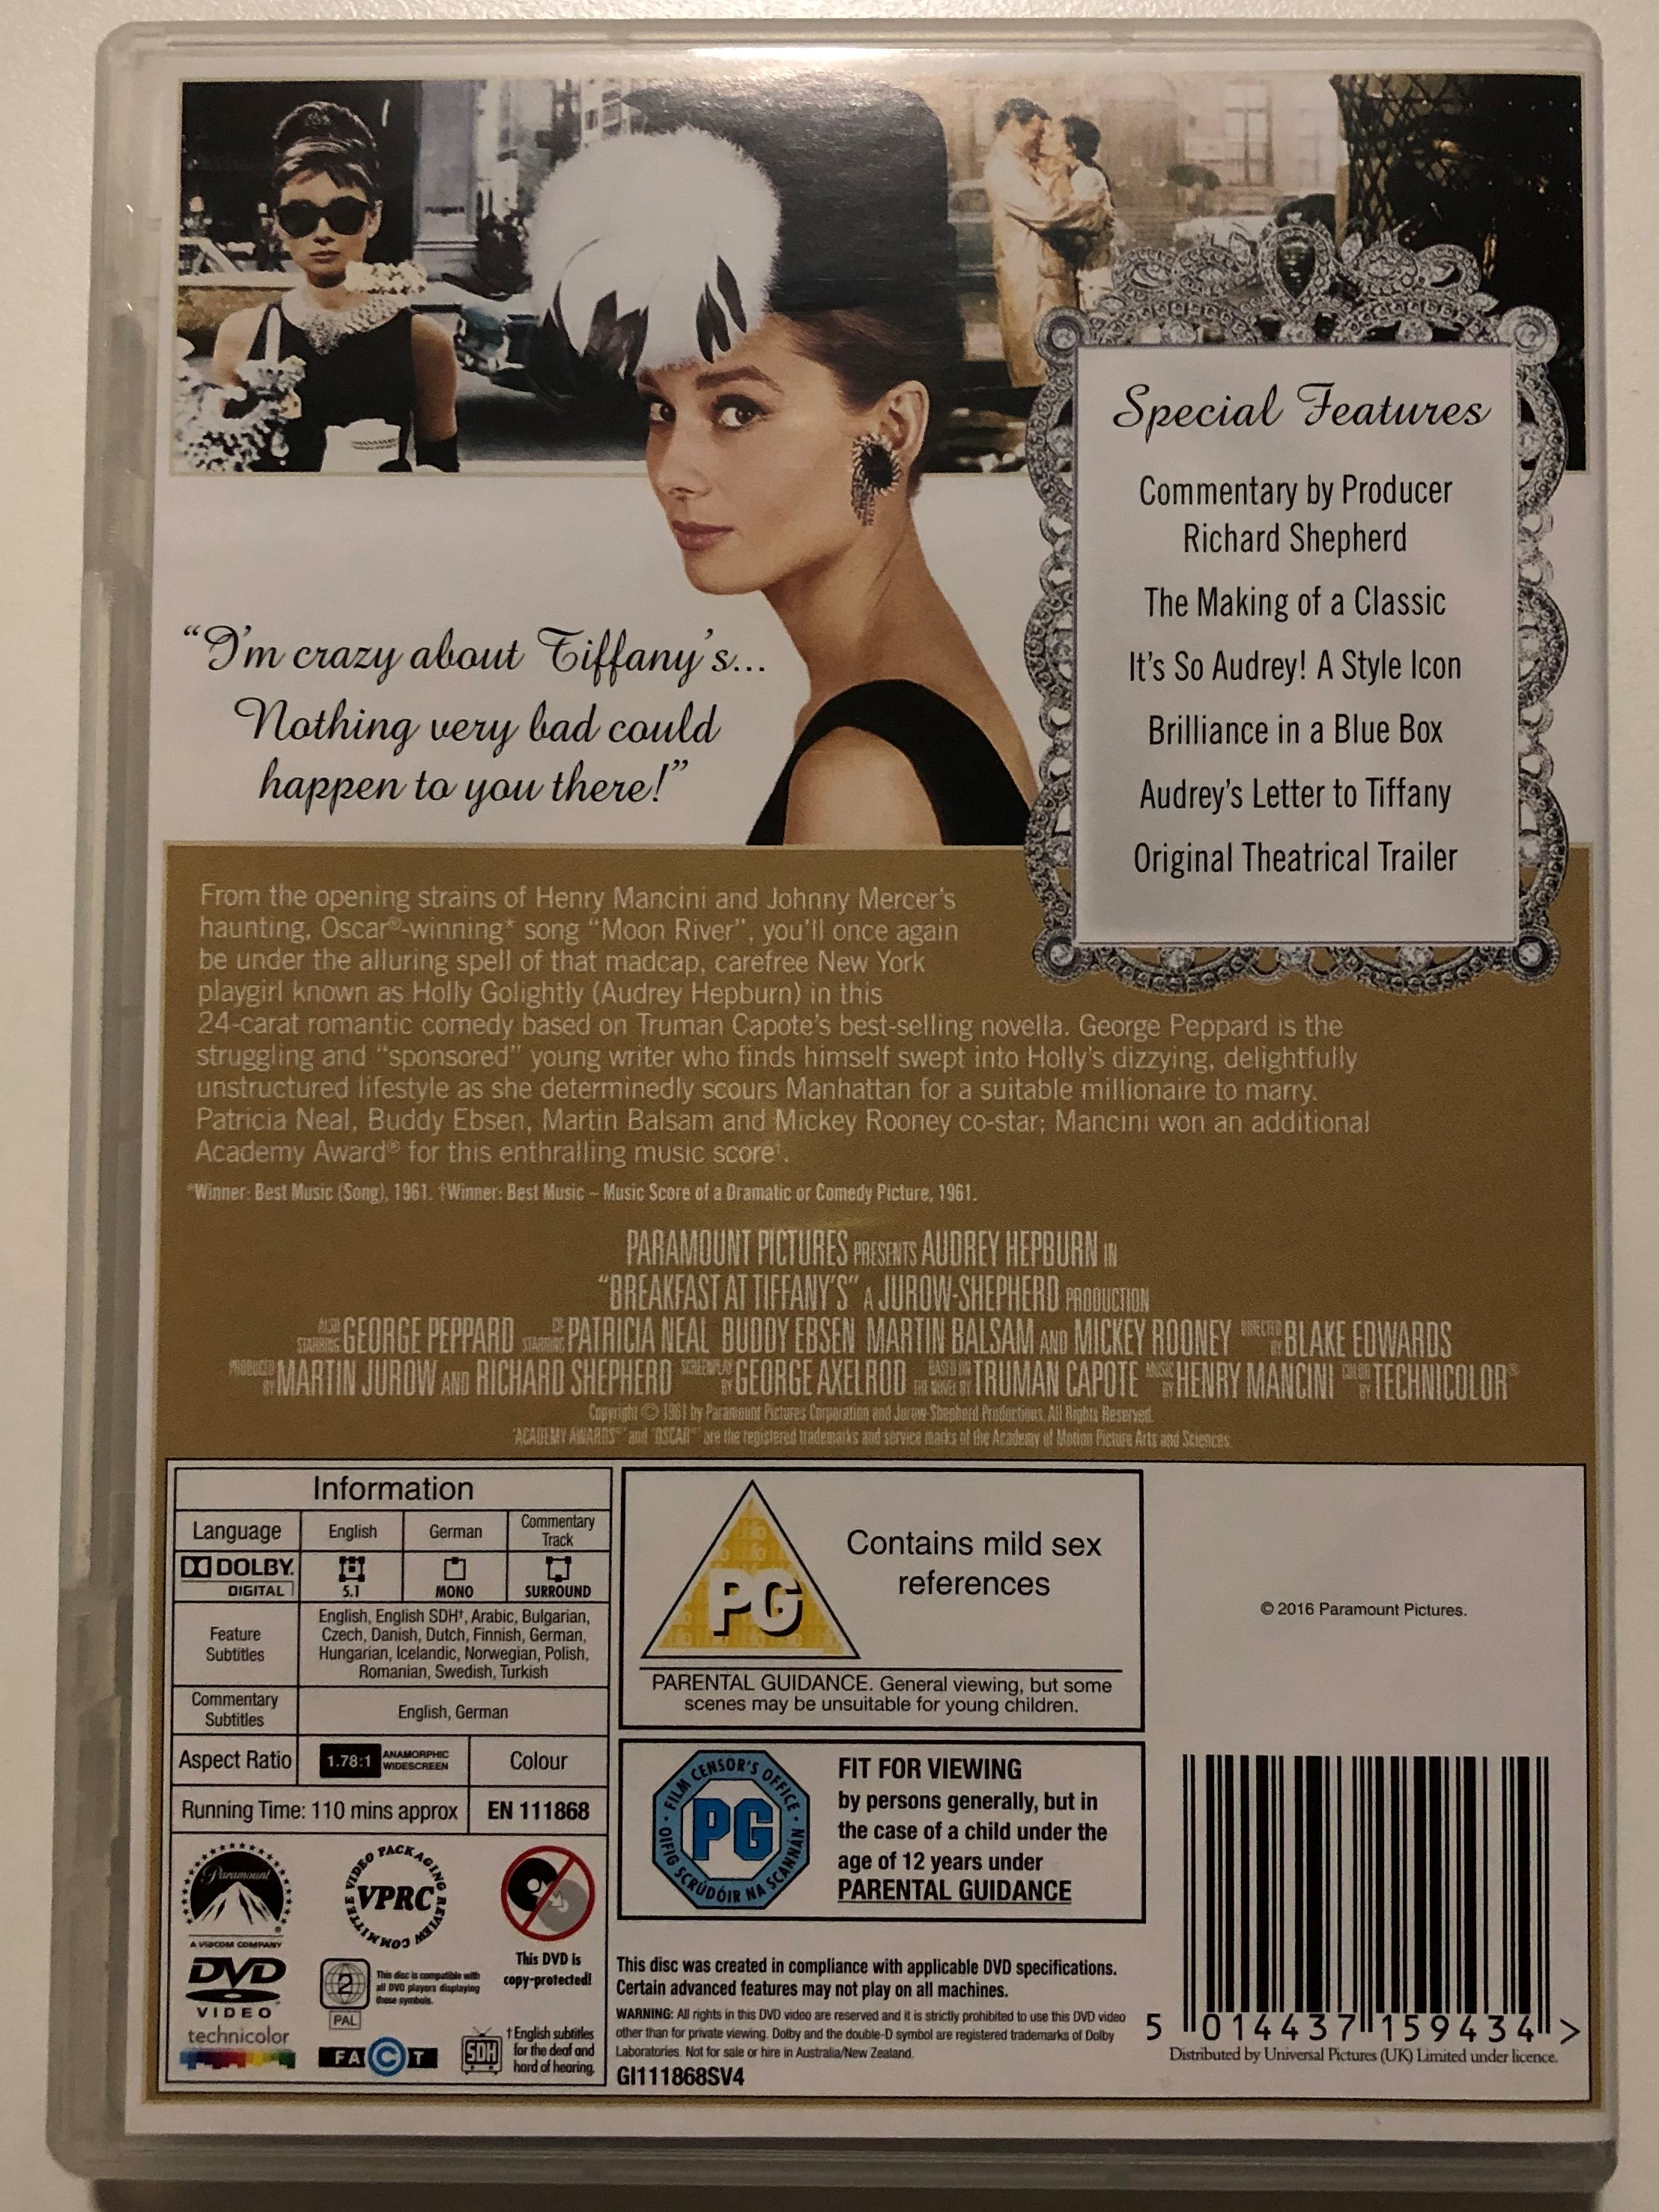 Special Features
Commentary by Producer
Richard Shepherd
The Making of a Classic
It's So Audrey! A Style Icon
Brilliance in a Blue Box
Audrey's Letter to Tiffany
Original Theatrical Trailer
"I'm crazy about Tiffany's...
Nothing very bad could
happen to you there!"
From the opening strains of Henry Mancini and Johnny Mercer's
haunting, Oscar®-winning* song "Moon River", you'll once again
be under the alluring spell of that madcap, carefree New York
playgirl known as Holly Golightly (Audrey Hepburn) in this
24-carat romantic comedy based on Truman Capote's best-selling novella. George Peppard is the
struggling and "sponsored" young writer who finds himself swept into Holly's dizzying, delightfully
unstructured lifestyle as she determinedly scours Manhattan for a suitable millionaire to marry.
Patricia Neal, Buddy Ebsen, Martin Balsam and Mickey Rooney co-star; Mancini won an additional
Academy Award® for this enthralling music score†.
*Winner: Best Music (Song), 1961. †Winner: Best Music – Music Score of a Dramatic or Comedy Picture, 1961.
PARAMOUNT PICTURES PRESENTS AUDREY HEPBURN IN
"BREAKFAST AT TIFFANY'S" A JUROW-SHEPHERD PRODUCTION
ALSO STARRING GEORGE PEPPARD CO-STARRING PATRICIA NEAL BUDDY EBSEN MARTIN BALSAM AND MICKEY ROONEY DIRECTED BY BLAKE EDWARDS
PRODUCED BY MARTIN JUROW AND RICHARD SHEPHERD SCREENPLAY BY GEORGE AXELROD BASED ON THE NOVEL BY TRUMAN CAPOTE MUSIC BY HENRY MANCINI COLOR BY TECHNICOLOR®
Copyright © 1961 by Paramount Pictures Corporation and Jurow-Shepherd Productions. All Rights Reserved.
"ACADEMY AWARDS®" and "OSCAR®" are the registered trademarks and service marks of the Academy of Motion Picture Arts and Sciences.
Information
Language English German Commentary Track
DOLBY DIGITAL 5.1 MONO SURROUND
Feature Subtitles
English, English SDH†, Arabic, Bulgarian,
Czech, Danish, Dutch, Finnish, German,
Hungarian, Icelandic, Norwegian, Polish,
Romanian, Swedish, Turkish
Commentary Subtitles English, German
Aspect Ratio 1.78:1 ANAMORPHIC WIDESCREEN Colour
Running Time: 110 mins approx EN 111868
Paramount
A VIACOM COMPANY
VIDEO PACKAGING REVIEW COMMITTEE
VPRC
This DVD is
copy-protected!
DVD
VIDEO
2
PAL
This disc is compatible with
all DVD players displaying
these symbols.
technicolor
FACT
SDH
†English subtitles
for the deaf and
hard of hearing.
PG
Contains mild sex
references
PARENTAL GUIDANCE. General viewing, but some
scenes may be unsuitable for young children.
FILM CENSOR'S OFFICE
PG
OIFIG SCRÚDÓIR NA SCANNÁN
FIT FOR VIEWING
by persons generally, but in
the case of a child under the
age of 12 years under
PARENTAL GUIDANCE
This disc was created in compliance with applicable DVD specifications.
Certain advanced features may not play on all machines.
WARNING: All rights in this DVD video are reserved and it is strictly prohibited to use this DVD video
other than for private viewing. Dolby and the double-D symbol are registered trademarks of Dolby
Laboratories. Not for sale or hire in Australia/New Zealand.
GI111868SV4
© 2016 Paramount Pictures.
5 014437 159434 >
Distributed by Universal Pictures (UK) Limited under licence.